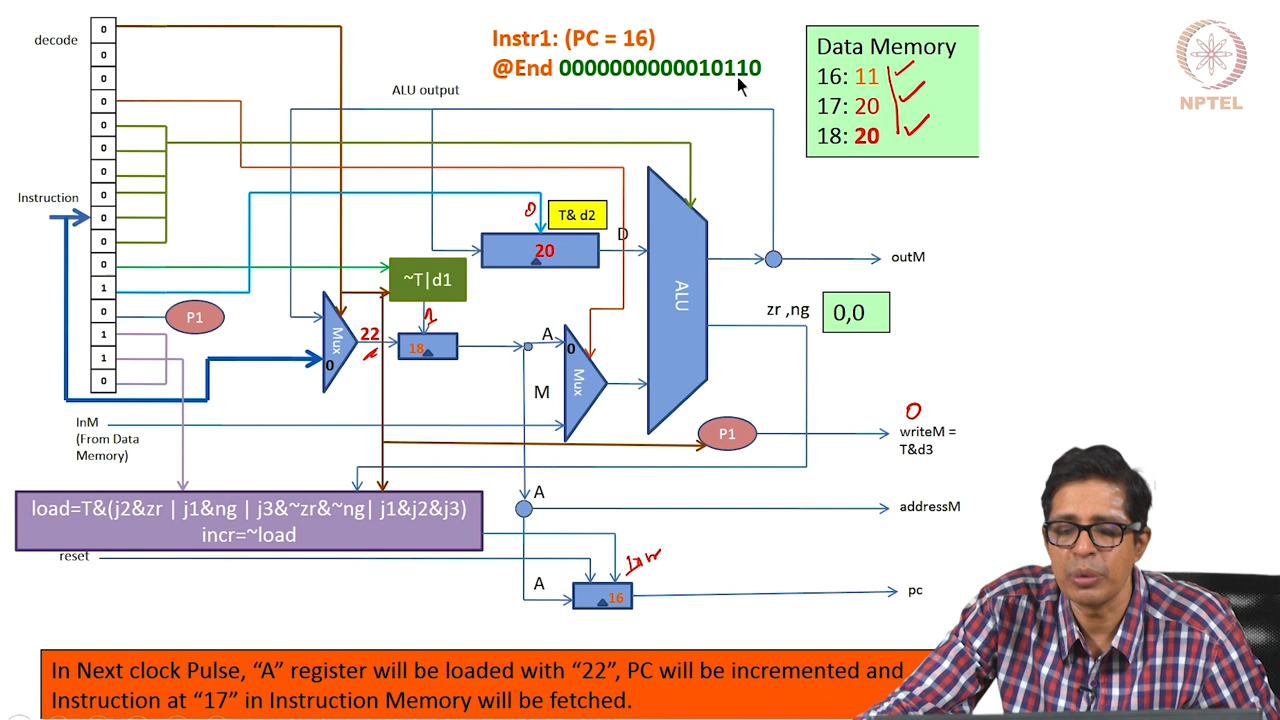 Instr1: (PC = 16)
@End 0000000000010110
Data Memory
16: 11
17: 20
18: 20
NPTEL
decode
0
0
0
0
0
0
0
0
0
0
0
1
0
1
1
0
Instruction
ALU output
0
T& d2
20
D
~T|d1
1
P1
Mux
0
22
18
A
0
Mux
M
ALU
outM
zr ,ng
0,0
InM
(From Data
Memory)
P1
0
writeM =
T&d3
load=T&(j2&zr | j1&ng | j3&~zr&~ng| j1&j2&j3)
incr=~load
A
addressM
reset
Inr
A
16
pc
In Next clock Pulse, “A” register will be loaded with “22”, PC will be incremented and
Instruction at “17” in Instruction Memory will be fetched.